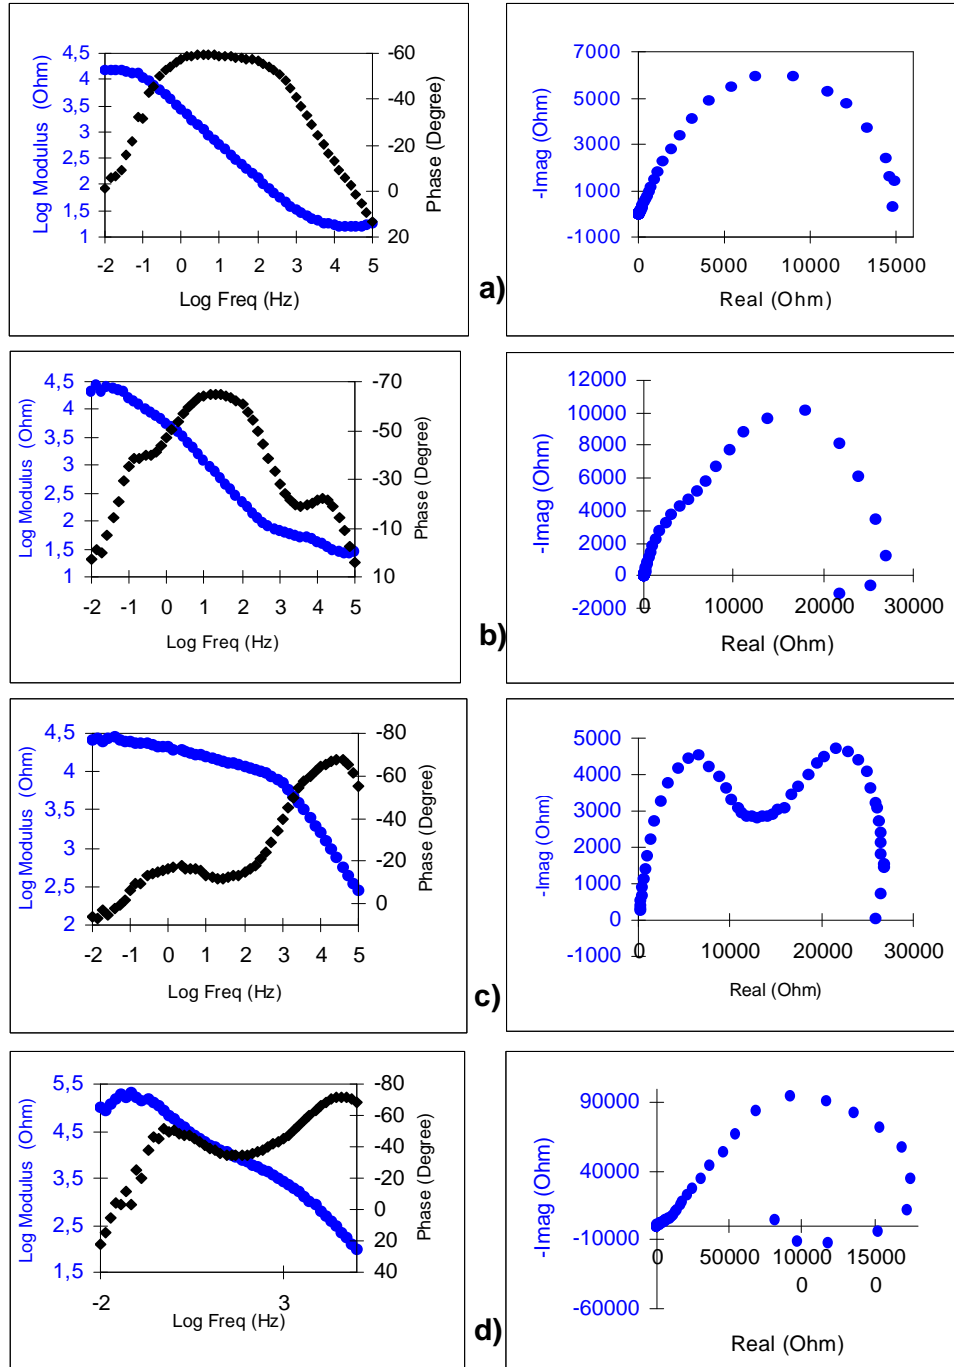 4,5
4
3,5
3
2,5
2
1,5
1
Log Modulus (Ohm)
-60
-40
-20
0
20
Phase (Degree)
-2 -1 0 1 2 3 4 5
Log Freq (Hz)
a)
7000
6000
5000
4000
3000
2000
1000
0
-1000
-Imag (Ohm)
0 5000 10000 15000
Real (Ohm)
4,5
4
3,5
3
2,5
2
1,5
1
Log Modulus (Ohm)
-70
-50
-30
-10
10
Phase (Degree)
-2 -1 0 1 2 3 4 5
Log Freq (Hz)
b)
12000
10000
8000
6000
4000
2000
0
-2000
-Imag (Ohm)
0 10000 20000 30000
Real (Ohm)
4,5
4
3,5
3
2,5
2
Log Modulus (Ohm)
-80
-60
-40
-20
0
Phase (Degree)
-2 -1 0 1 2 3 4 5
Log Freq (Hz)
c)
5000
4000
3000
2000
1000
0
-1000
-Imag (Ohm)
0 10000 20000 30000
Real (Ohm)
5,5
4,5
3,5
2,5
1,5
Log Modulus (Ohm)
-80
-60
-40
-20
0
20
40
Phase (Degree)
-2 3
Log Freq (Hz)
d)
90000
40000
-10000
-60000
-Imag (Ohm)
0 50000 10000 15000
0 0
Real (Ohm)